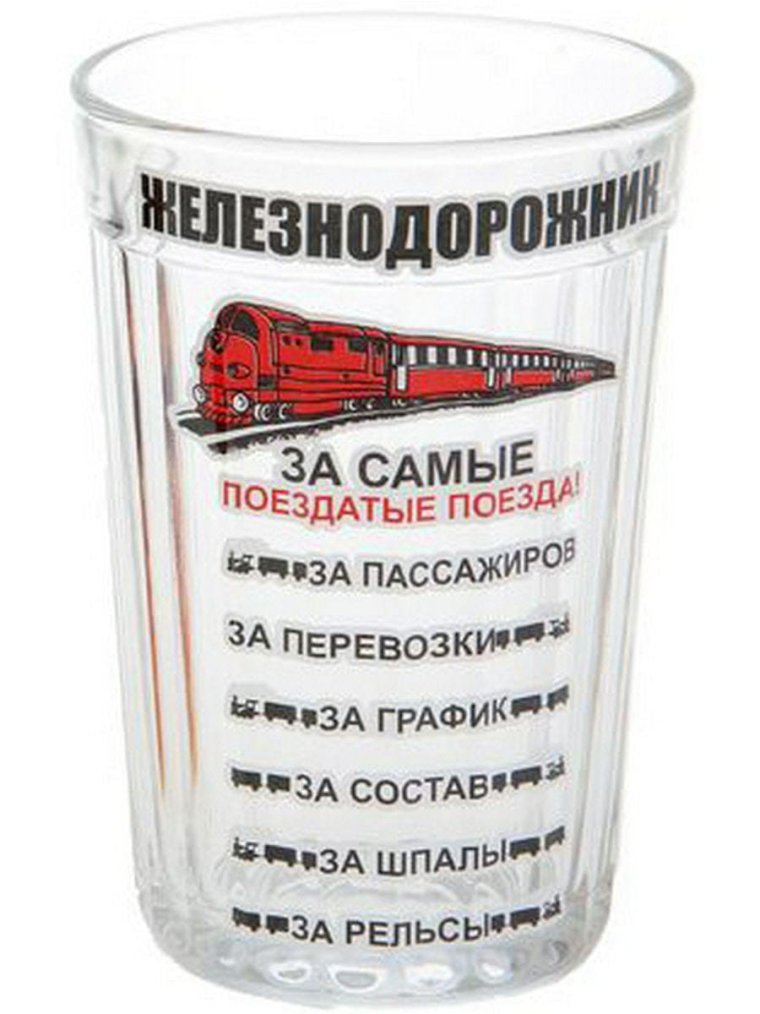 ЖЕЛЕЗНОДОРОЖНИК
ЗА САМЫЕ
ПОЕЗДАТЫЕ ПОЕЗДА!
ЗА ПАССАЖИРОВ
ЗА ПЕРЕВОЗКИ
ЗА ГРАФИК
ЗА СОСТАВ
ЗА ШПАЛЫ
ЗА РЕЛЬСЫ